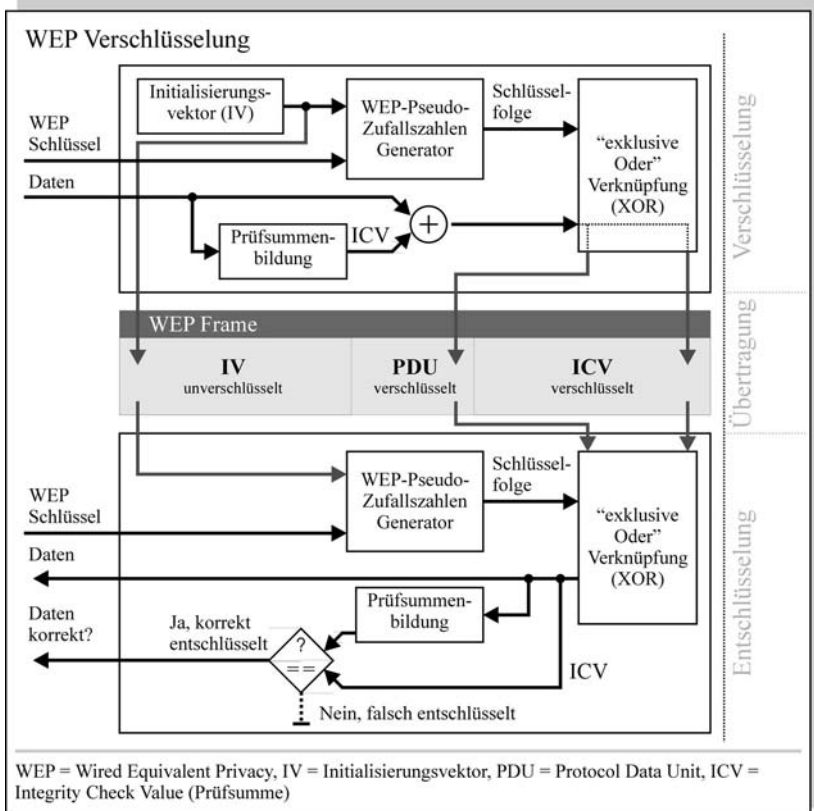 WEP Verschlüsselung
Initialisierungs-
vektor (IV)
WEP-Pseudo-
Zufallszahlen
Generator
Schlüssel-
folge
"exklusive
Oder"
Verknüpfung
(XOR)
WEP
Schlüssel
Daten
Prüfsummen-
bildung
ICV
+
Verschlüsselung
WEP Frame
IV
unverschlüsselt
PDU
verschlüsselt
ICV
verschlüsselt
Übertragung
WEP
Schlüssel
WEP-Pseudo-
Zufallszahlen
Generator
Schlüssel-
folge
"exklusive
Oder"
Verknüpfung
(XOR)
Daten
Prüfsummen-
bildung
Daten
korrekt?
Ja, korrekt
entschlüsselt
?
==
ICV
Nein, falsch entschlüsselt
Entschlüsselung
WEP = Wired Equivalent Privacy, IV = Initialisierungsvektor, PDU = Protocol Data Unit, ICV =
Integrity Check Value (Prüfsumme)